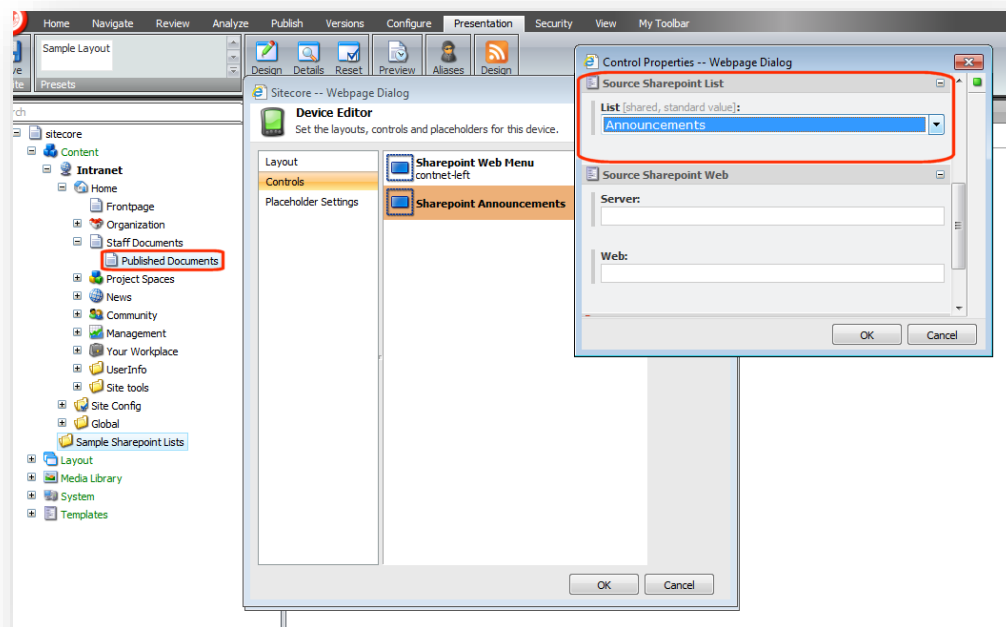 Home Navigate Review Analyze Publish Versions Configure Presentation Security View My Toolbar
Sample Layout
Presets
Design Details Reset Preview Aliases Design
sitecore
Content
Intranet
Home
Frontpage
Organization
Staff Documents
Published Documents
Project Spaces
News
Community
Management
Your Workplace
UserInfo
Site tools
Site Config
Global
Sample Sharepoint Lists
Layout
Media Library
System
Templates
Sitecore -- Webpage Dialog
Device Editor
Set the layouts, controls and placeholders for this device.
Layout
Controls
Placeholder Settings
Sharepoint Web Menu
contnet-left
Sharepoint Announcements
OK Cancel
Control Properties -- Webpage Dialog
Source Sharepoint List
List [shared, standard value]:
Announcements
Source Sharepoint Web
Server:
Web:
OK Cancel